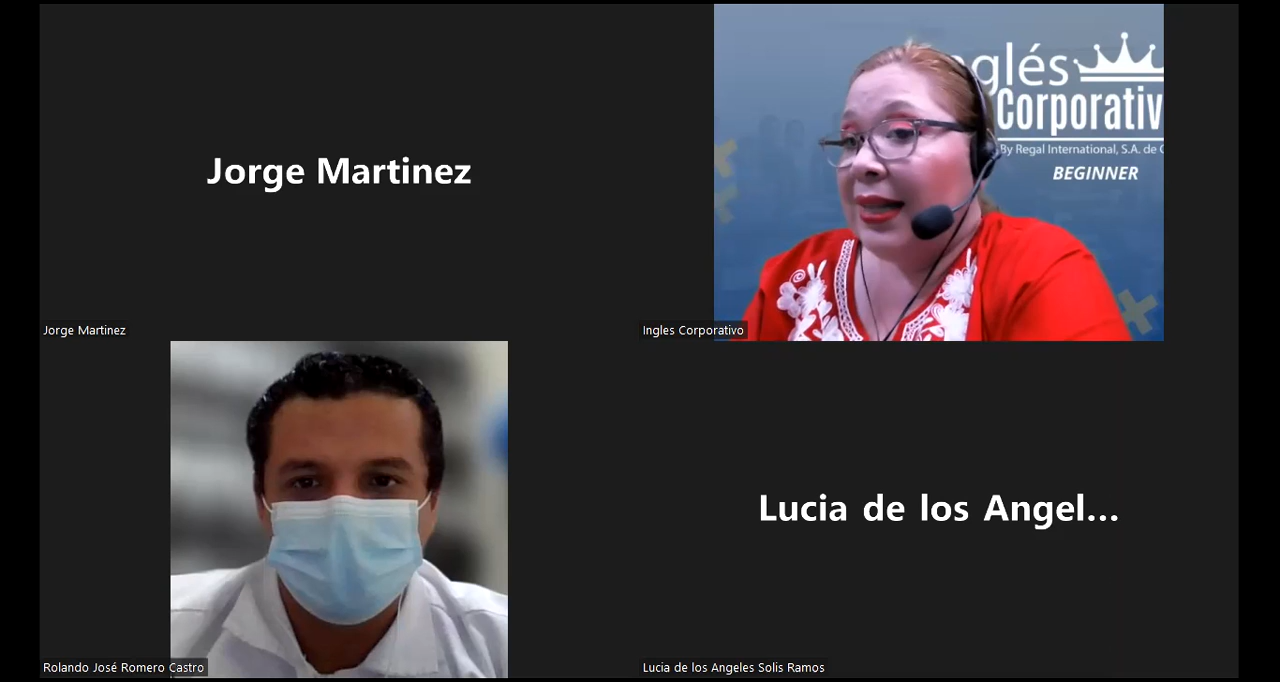 Jorge Martinez
Jorge Martinez
nglés
Corporativ
By Regal International, S.A. de C
BEGINNER
Ingles Corporativo
Rolando José Romero Castro
Lucia de los Angel...
Lucia de los Angeles Solis Ramos